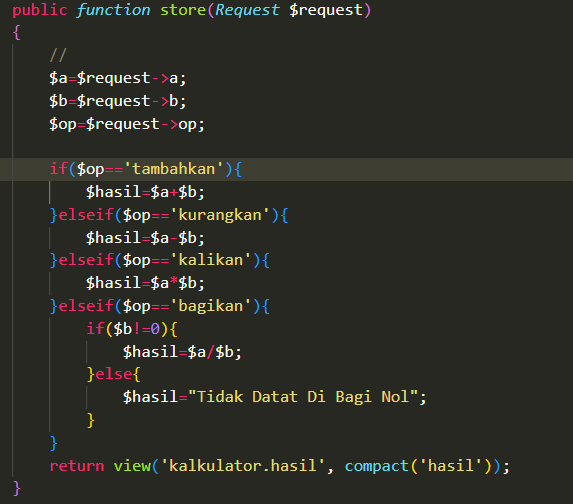 public function store(Request $request)
{
    //
    $a=$request->a;
    $b=$request->b;
    $op=$request->op;

    if($op=='tambahkan'){
        $hasil=$a+$b;
    }elseif($op=='kurangkan'){
        $hasil=$a-$b;
    }elseif($op=='kalikan'){
        $hasil=$a*$b;
    }elseif($op=='bagikan'){
        if($b!=0){
            $hasil=$a/$b;
        }else{
            $hasil="Tidak Datat Di Bagi Nol";
        }
    }
    return view('kalkulator.hasil', compact('hasil'));
}